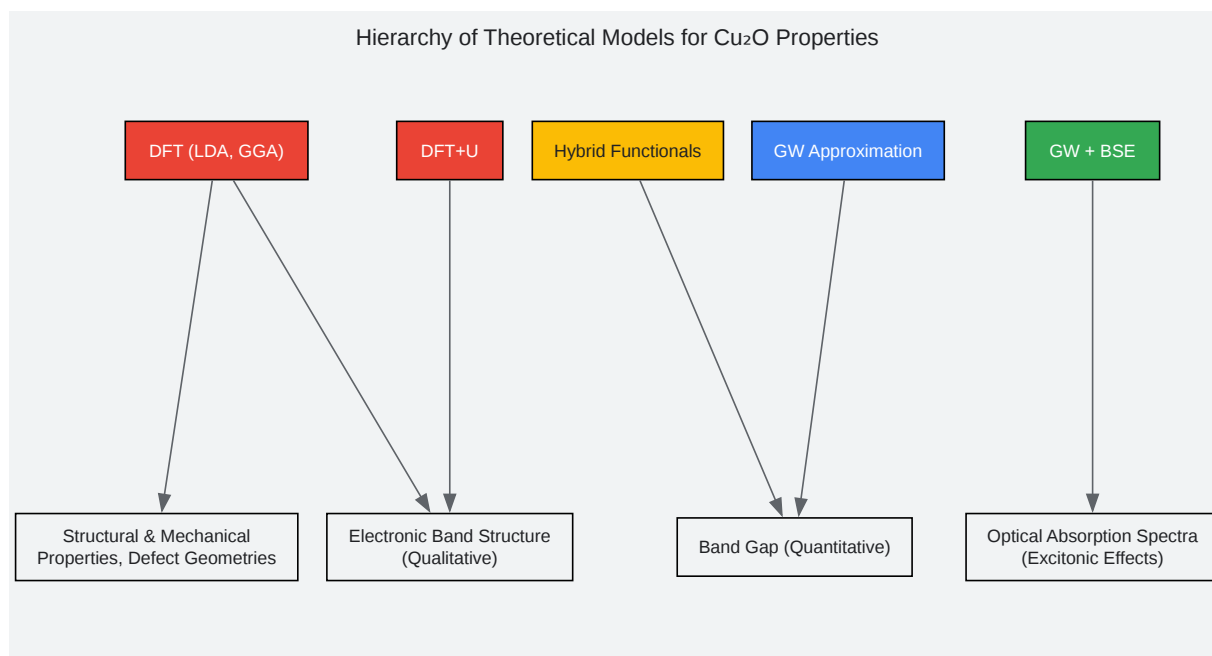 Hierarchy of Theoretical Models for Cu₂O Properties
DFT (LDA, GGA)
DFT+U
Hybrid Functionals
GW Approximation
GW + BSE
Structural & Mechanical
Properties, Defect Geometries
Electronic Band Structure
(Qualitative)
Band Gap (Quantitative)
Optical Absorption Spectra
(Excitonic Effects)